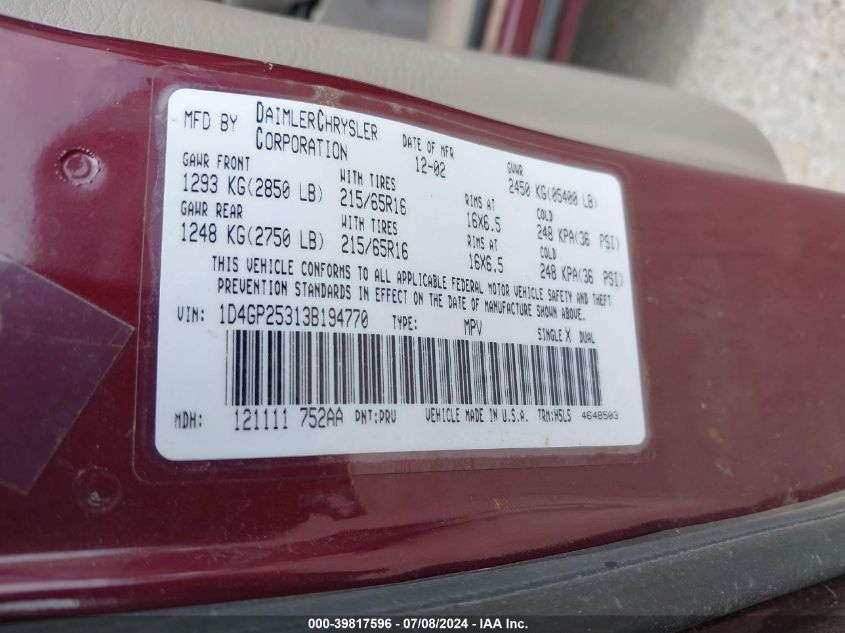 MFD BY DAIMLERCHRYSLER CORPORATION DATE OF MFR 12-02 GVWR 2450 KG(05400 LB)
GAWR FRONT WITH TIRES RIMS AT COLD
1293 KG(2850 LB) 215/65R16 16X6.5 248 KPA(36 PSI)
GAWR REAR WITH TIRES RIMS AT COLD
1248 KG(2750 LB) 215/65R16 16X6.5 248 KPA(36 PSI)
THIS VEHICLE CONFORMS TO ALL APPLICABLE FEDERAL MOTOR VEHICLE SAFETY AND THEFT
PREVENTION STANDARDS IN EFFECT ON THE DATE OF MANUFACTURE SHOWN ABOVE.
VIN: 1D4GP25313B194770 TYPE: MPV SINGLE X DUAL
MDH: 121111 752AA PNT:PRV VEHICLE MADE IN U.S.A. TRM:H5L5 4648503
000-39817596 - 07/08/2024 - IAA Inc.